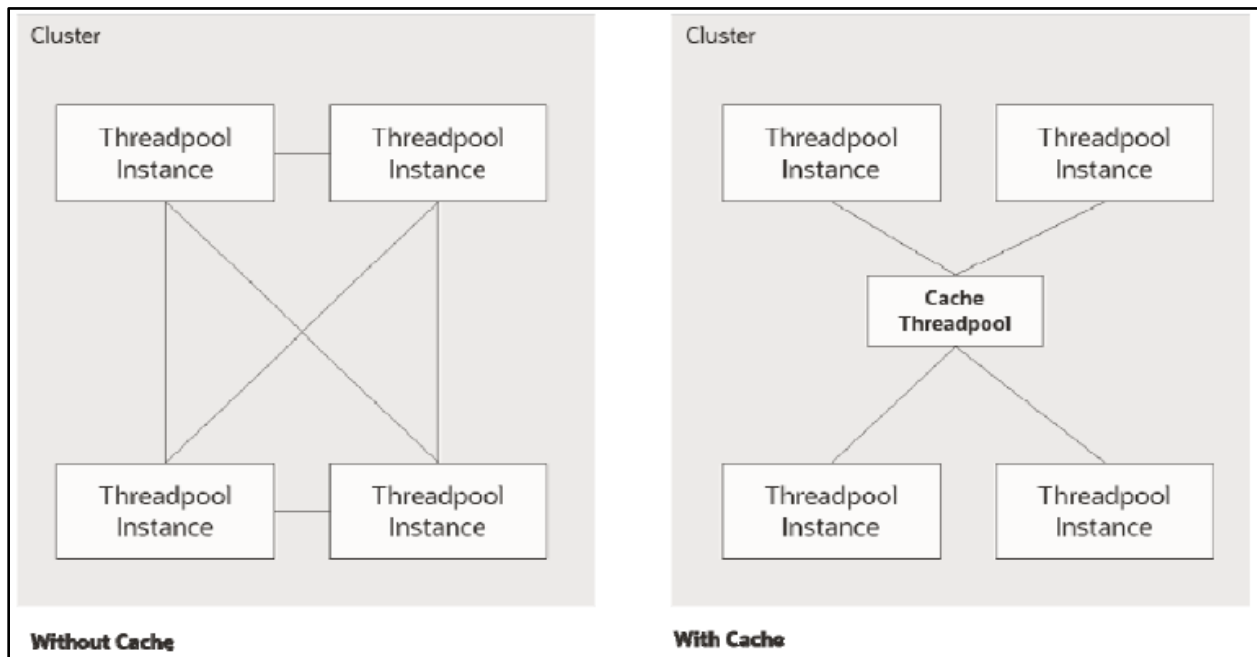 Cluster
Threadpool
Instance
Threadpool
Instance
Threadpool
Instance
Threadpool
Instance
Without Cache
Cluster
Threadpool
Instance
Threadpool
Instance
Cache
Threadpool
Threadpool
Instance
Threadpool
Instance
With Cache